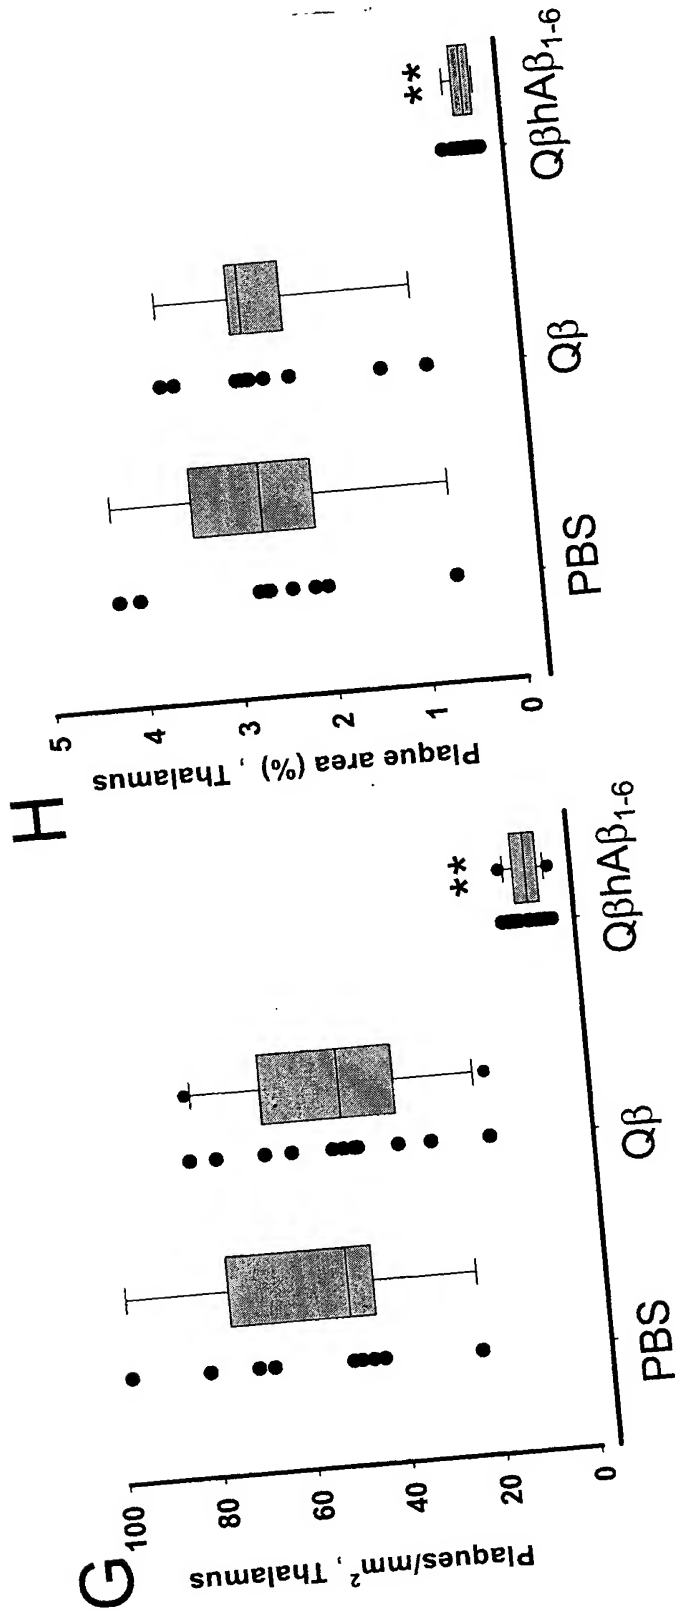 G
Plaques/mm², Thalamus
100
80
60
40
20
0
PBS
Qβ
QβhAβ1-6
**
H
Plaque area (%) , Thalamus
5
4
3
2
1
0
PBS
Qβ
QβhAβ1-6
**